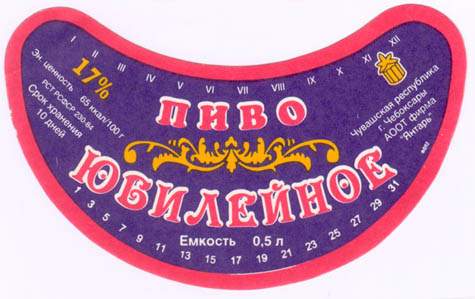 I II III IV V VI VII VIII IX X XI XII
17%
Эн. ценность 65 ккал/100 г
РСТ РСФСР 230-84
Срок хранения
10 дней
ПИВО
ЮБИЛЕЙНОЕ
Чувашская республика
г. Чебоксары
АООТ фирма
"Янтарь"
Емкость 0,5 л
1 3 5 7 9 11 13 15 17 19 21 23 25 27 29 31